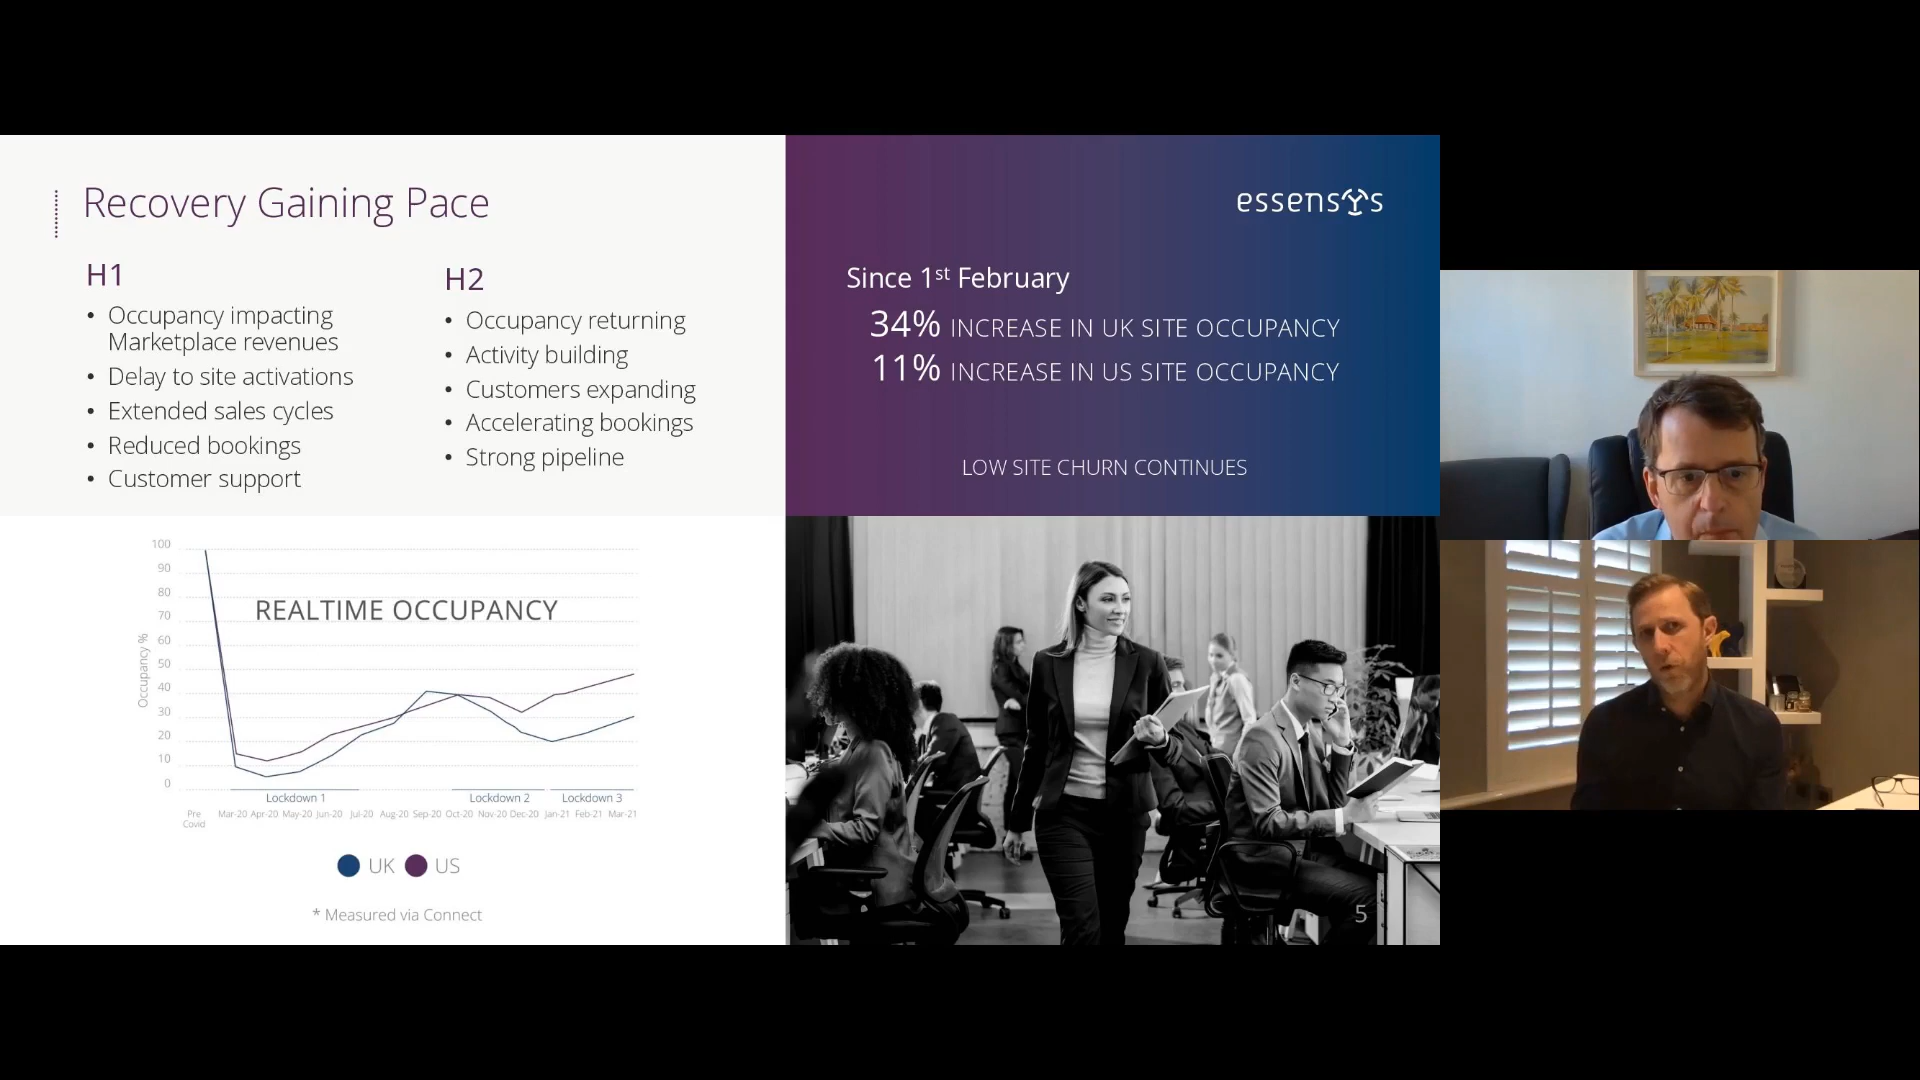 Recovery Gaining Pace
H1
• Occupancy impacting
Marketplace revenues
• Delay to site activations
• Extended sales cycles
• Reduced bookings
• Customer support
H2
• Occupancy returning
• Activity building
• Customers expanding
• Accelerating bookings
• Strong pipeline
essensys
Since 1st February
34% INCREASE IN UK SITE OCCUPANCY
11% INCREASE IN US SITE OCCUPANCY
LOW SITE CHURN CONTINUES
REALTIME OCCUPANCY
Occupancy %
100
90
80
70
60
50
40
30
20
10
0
Lockdown 1 Lockdown 2 Lockdown 3
Pre Covid Mar-20 Apr-20 May-20 Jun-20 Jul-20 Aug-20 Sep-20 Oct-20 Nov-20 Dec-20 Jan-21 Feb-21 Mar-21
UK US
* Measured via Connect
5